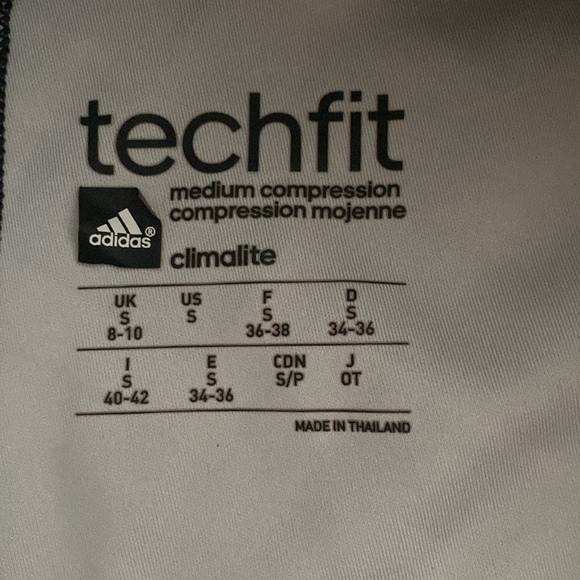 techfit
medium compression
compression mojenne
adidas®
climalite
UK US F D
S S S S
8-10 36-38 34-36
I E CDN J
S S S/P OT
40-42 34-36
MADE IN THAILAND